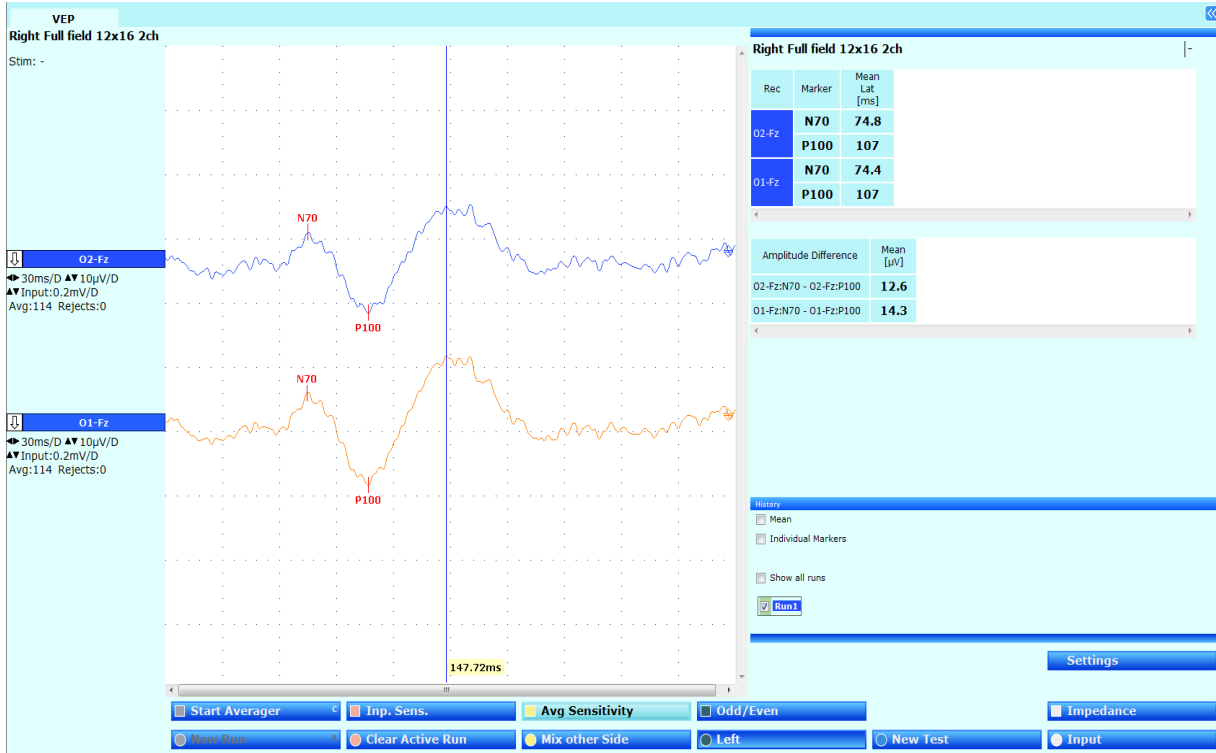 VEP
Right Full field 12x16 2ch
Stim: -
O2-Fz
30ms/D 10µV/D
Input:0.2mV/D
Avg:114 Rejects:0
O1-Fz
30ms/D 10µV/D
Input:0.2mV/D
Avg:114 Rejects:0
N70
P100
N70
P100
147.72ms
Right Full field 12x16 2ch
Rec Marker Mean Lat [ms]
O2-Fz N70 74.8
P100 107
O1-Fz N70 74.4
P100 107
Amplitude Difference Mean [µV]
O2-Fz:N70 - O2-Fz:P100 12.6
O1-Fz:N70 - O1-Fz:P100 14.3
History
Mean
Individual Markers
Show all runs
Run1
Settings
Start Averager C Inp. Sens. Avg Sensitivity Odd/Even Impedance
New Run Clear Active Run Mix other Side Left New Test Input